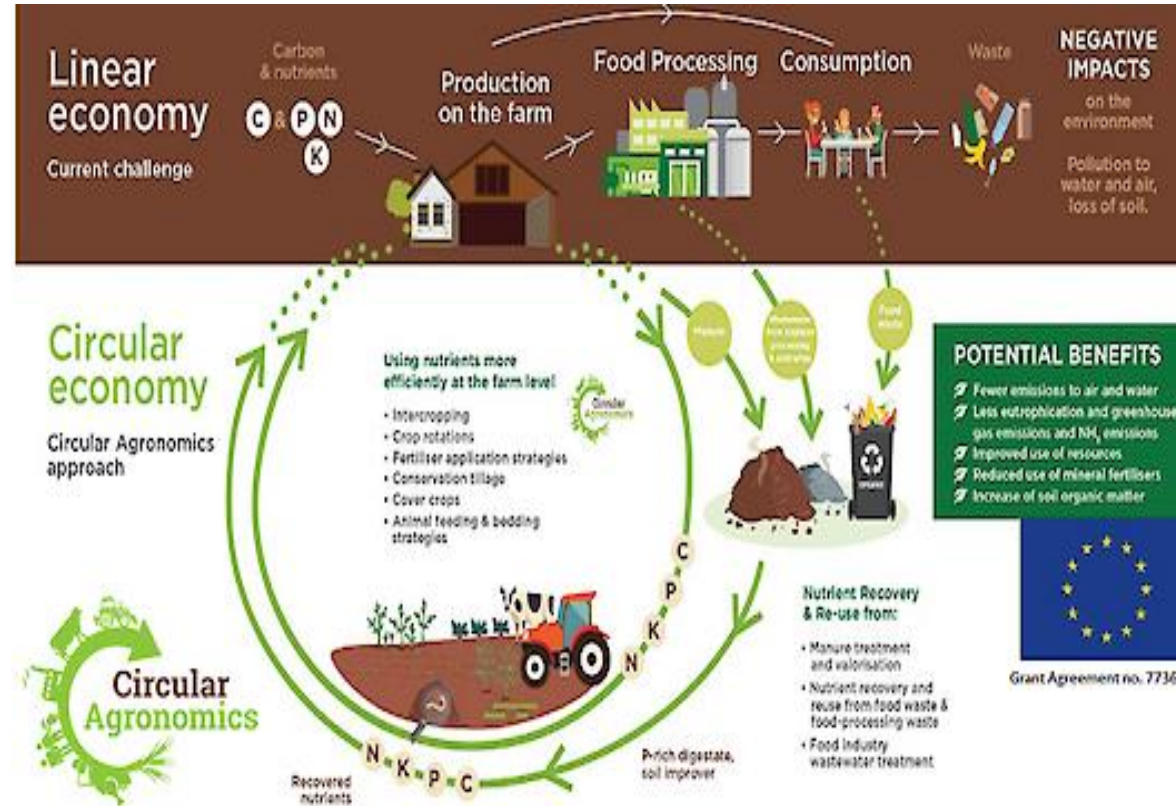 Linear
economy
Current challenge
Carbon
& nutrients
C & P N
K
Production
on the farm
Food Processing
Consumption
Waste
NEGATIVE
IMPACTS
on the
environment
Pollution to
water and air,
loss of soil.
Circular
economy
Circular Agronomics
approach
Using nutrients more
efficiently at the farm level
• Intercropping
• Crop rotations
• Fertiliser application strategies
• Conservation tillage
• Cover crops
• Animal feeding & bedding
strategies
Circular
Agronomics
Manure
Food
waste
POTENTIAL BENEFITS
Fewer emissions to air and water
Less eutrophication and greenhouse
gas emissions and NH₃ emissions
Improved use of resources
Reduced use of mineral fertilisers
Increase of soil organic matter
C
P
K
N
Nutrient Recovery
& Re-use from:
• Manure treatment
and valorisation
• Nutrient recovery and
reuse from food waste &
food-processing waste
• Food industry
wastewater treatment
Grant Agreement no. 7736
Circular
Agronomics
N K P C
Recovered
nutrients
P-rich digestate,
soil improver